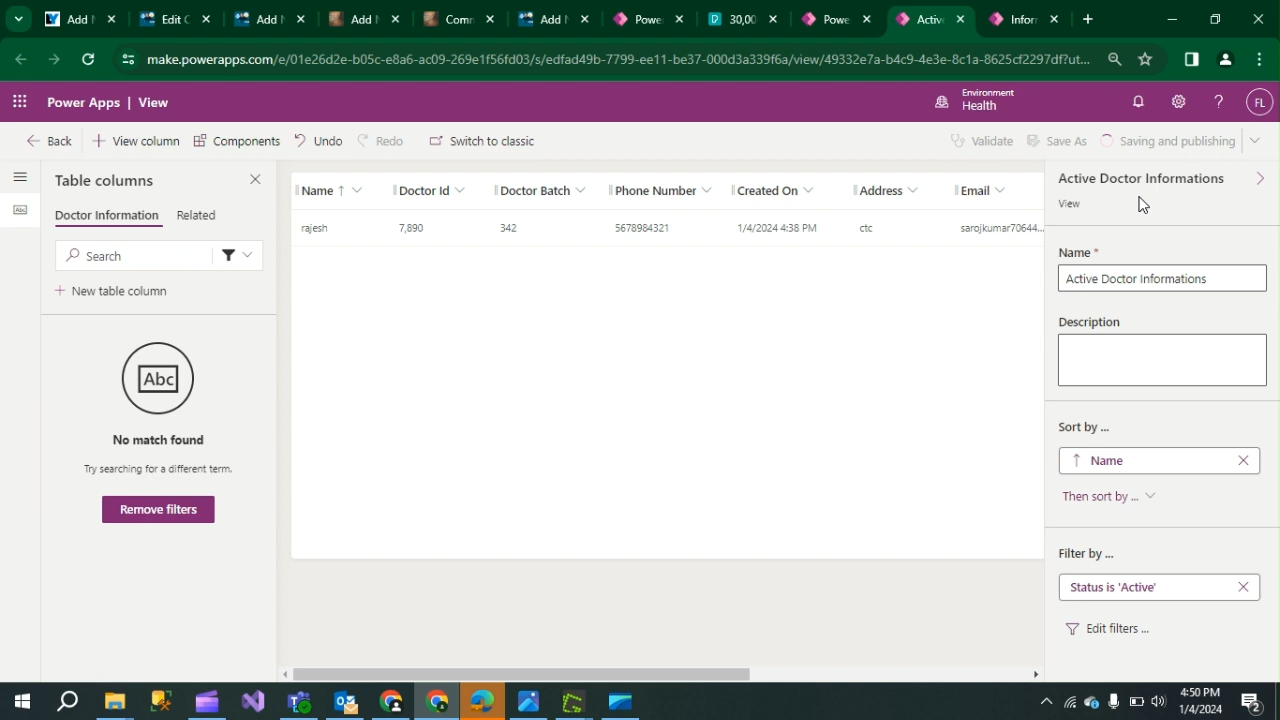 Add N
Edit C
Add N
Add N
Comm
Add N
Power
30,00
Power
Active
Inform
make.powerapps.com/e/01e26d2e-b05c-e8a6-ac09-269e1f56fd03/s/edfad49b-7799-ee11-be37-000d3a339f6a/view/49332e7a-b4c9-4e3e-8c1a-8625cf2297df?ut...
Power Apps | View
Environment
Health
? FL
Back
View column
Components
Undo
Redo
Switch to classic
Validate
Save As
Saving and publishing
Table columns
Doctor Information Related
Search
New table column
Abc
No match found
Try searching for a different term.
Remove filters
Name Doctor Id Doctor Batch Phone Number Created On Address Email
rajesh 7,890 342 5678984321 1/4/2024 4:38 PM ctc sarojkumar70644...
Active Doctor Informations
View
Name *
Active Doctor Informations
Description
Sort by ...
Name
Then sort by ...
Filter by ...
Status is 'Active'
Edit filters ...
4:50 PM
1/4/2024
2